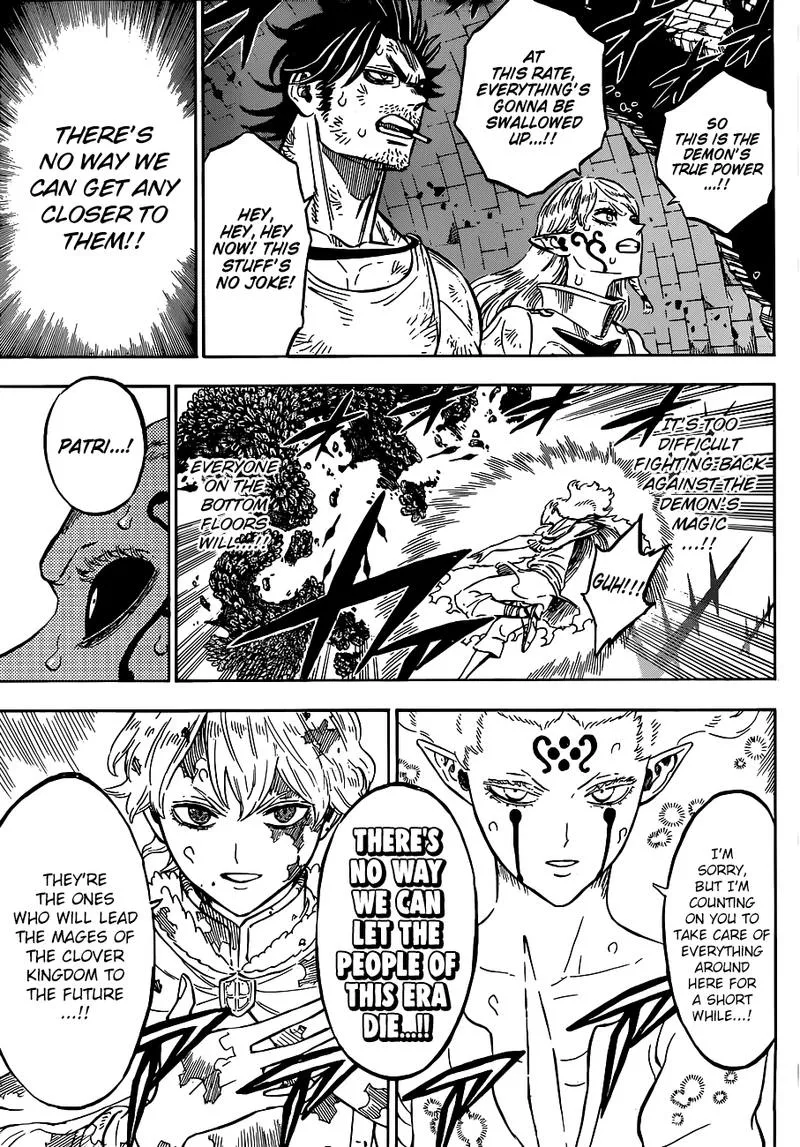 SO
THIS IS THE
DEMON'S
TRUE POWER
...!!
AT
THIS RATE,
EVERYTHING'S
GONNA BE
SWALLOWED
UP...!!
HEY,
HEY, HEY
NOW! THIS
STUFF'S
NO JOKE!
THERE'S
NO WAY WE
CAN GET ANY
CLOSER TO
THEM!!
IT'S TOO
DIFFICULT
FIGHTING BACK
AGAINST THE
DEMON'S
MAGIC
...!!
GUH!!!!
EVERYONE
ON THE
BOTTOM
FLOORS
WILL...!!
PATRI...!
I'M
SORRY,
BUT I'M
COUNTING
ON YOU TO
TAKE CARE OF
EVERYTHING
AROUND
HERE FOR
A SHORT
WHILE...!
THERE'S
NO WAY
WE CAN
LET THE
PEOPLE OF
THIS ERA
DIE...!!
THEY'RE
THE ONES
WHO WILL LEAD
THE MAGES OF
THE CLOVER
KINGDOM TO
THE FUTURE
...!!